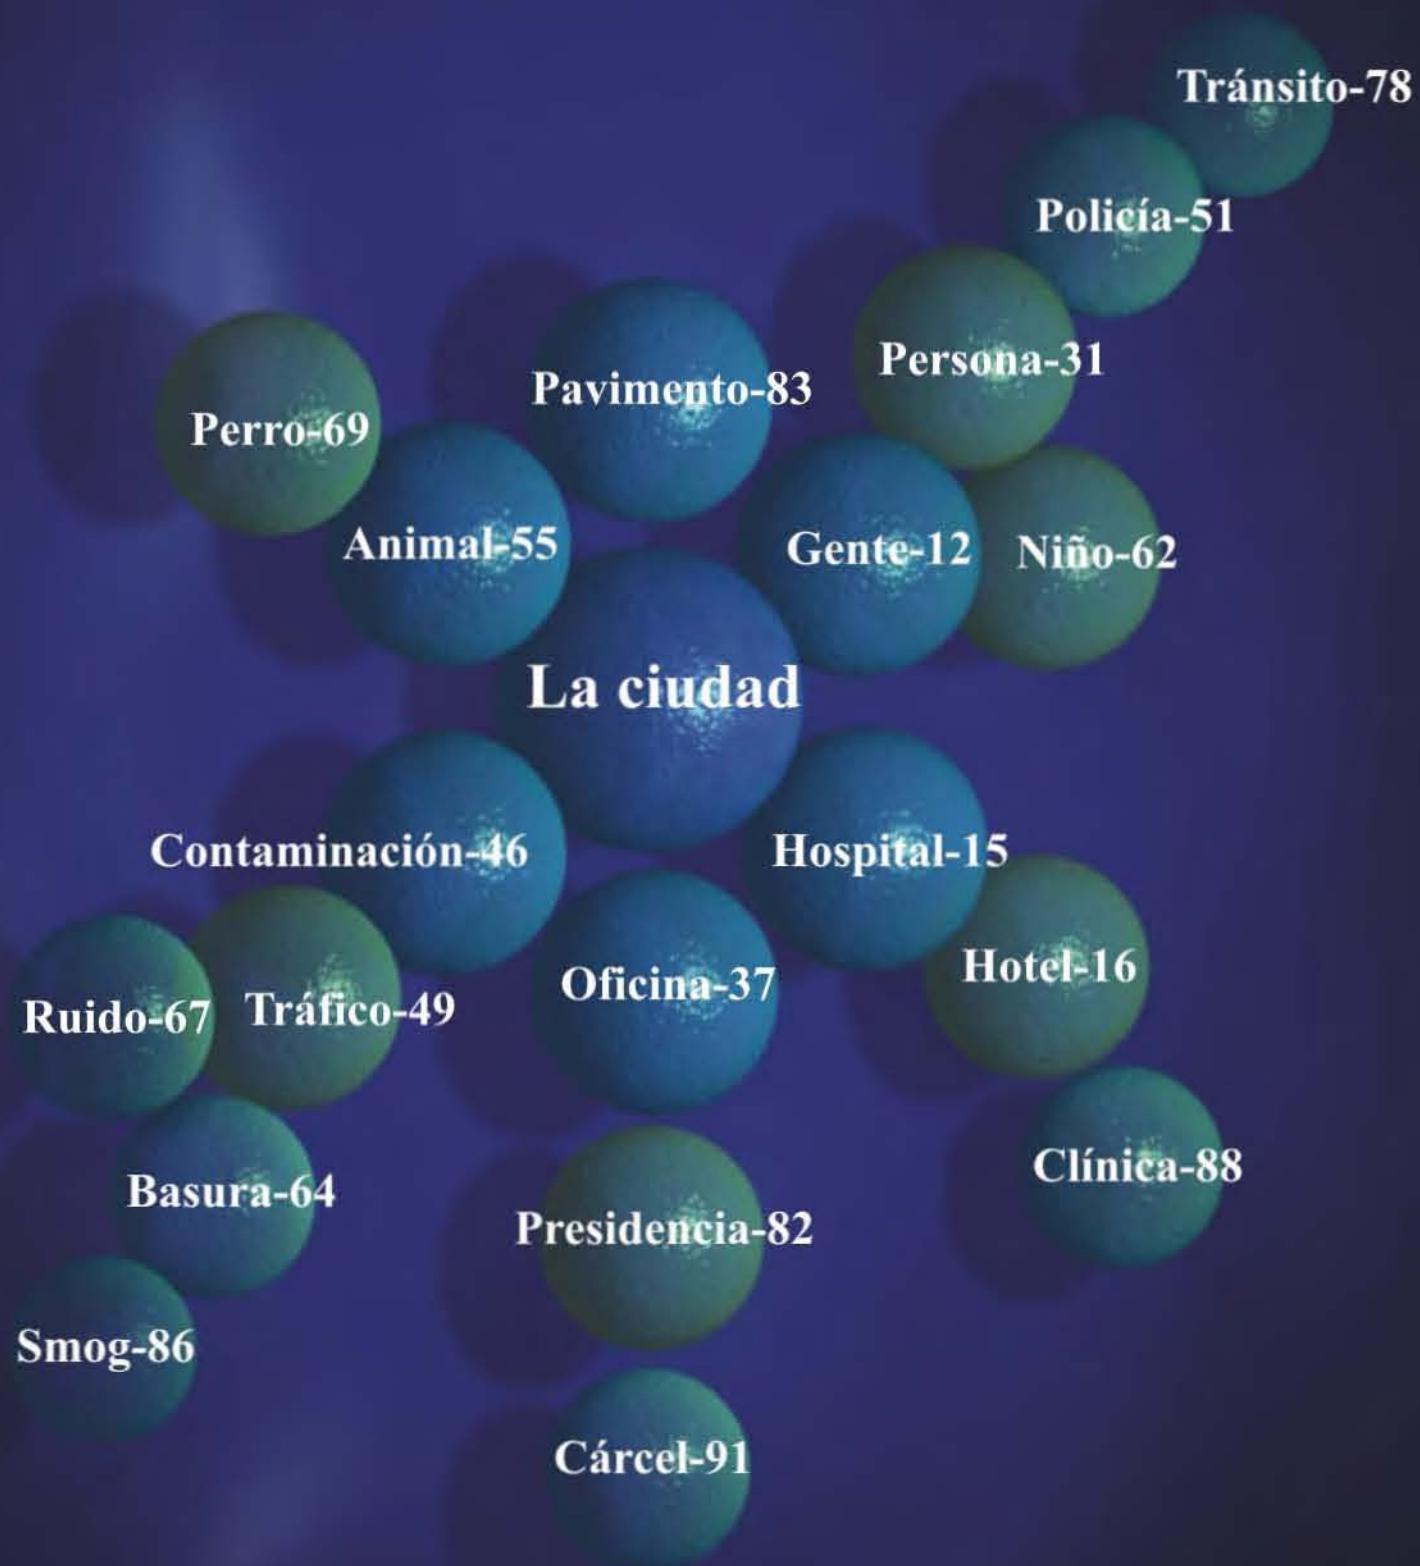 Tránsito-78
Policía-51
Persona-31
Pavimento-83
Perro-69
Animal-55
Gente-12
Niño-62
La ciudad
Contaminación-46
Hospital-15
Hotel-16
Oficina-37
Ruido-67
Tráfico-49
Clínica-88
Basura-64
Presidencia-82
Smog-86
Cárcel-91